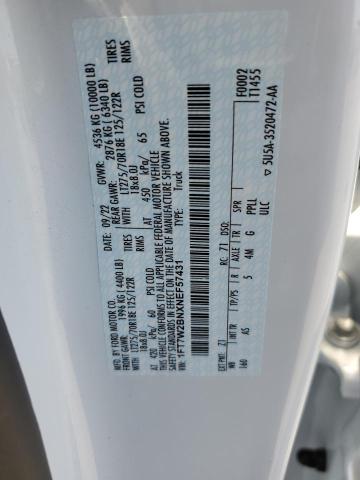 MFD. BY FORD MOTOR CO.
DATE: 09/22 GVWR: 4536 KG (10000 LB)
FRONT GAWR: 1996 KG (4400 LB) REAR GAWR: 2876 KG (6340 LB)
WITH LT275/70R18E 125/122R TIRES WITH LT275/70R18E 125/122R TIRES
18x8.0J RIMS 18x8.0J RIMS
AT 420 kPa/ 60 PSI COLD AT 450 kPa/ 65 PSI COLD
THIS VEHICLE CONFORMS TO ALL APPLICABLE FEDERAL MOTOR VEHICLE
SAFETY STANDARDS IN EFFECT ON THE DATE OF MANUFACTURE SHOWN ABOVE.
VIN: 1FT7W2BNXNEF57431
TYPE: Truck
F0002
T1455
EXT PNT: Z1 RC: 71 DSO:
WB INT TR TP/PS R AXLE TR SPR
160 AS 5 4M G
ULC
5U5A-3520472-AA